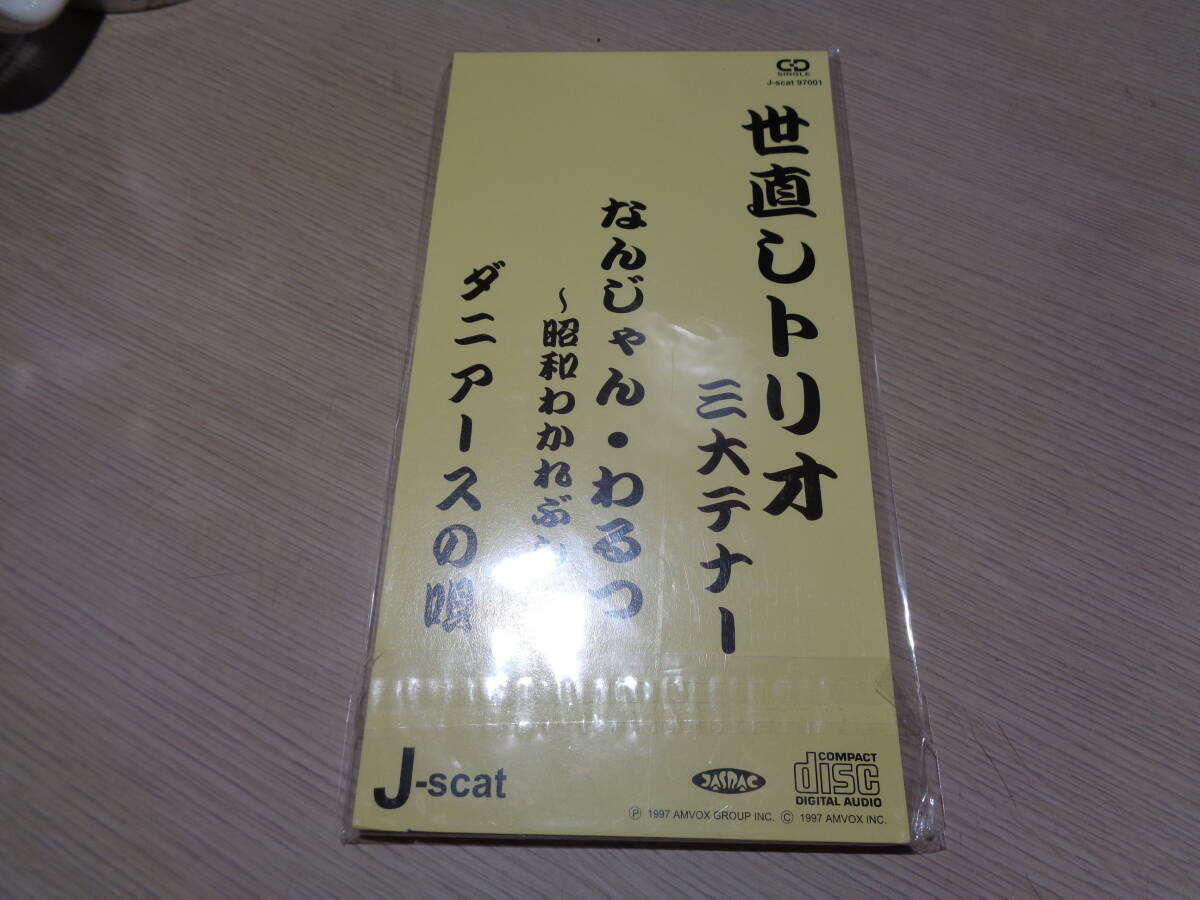 CD
SINGLE
J-scat 97001
世直しトリオ
三大テナー
なんじゃん・わるつ
～昭和わかれぶし
ダニアースの唄
J-scat
JASRAC
COMPACT
disc
DIGITAL AUDIO
Ⓟ 1997 AMVOX GROUP INC. Ⓒ 1997 AMVOX INC.